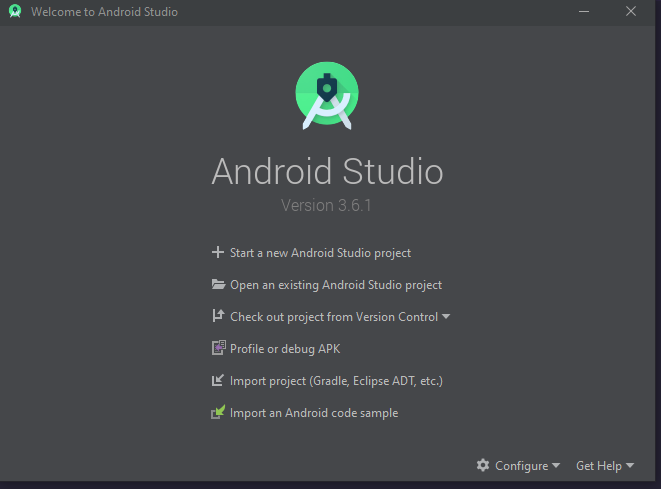 Welcome to Android Studio
Android Studio
Version 3.6.1
Start a new Android Studio project
Open an existing Android Studio project
Check out project from Version Control
Profile or debug APK
Import project (Gradle, Eclipse ADT, etc.)
Import an Android code sample
Configure Get Help